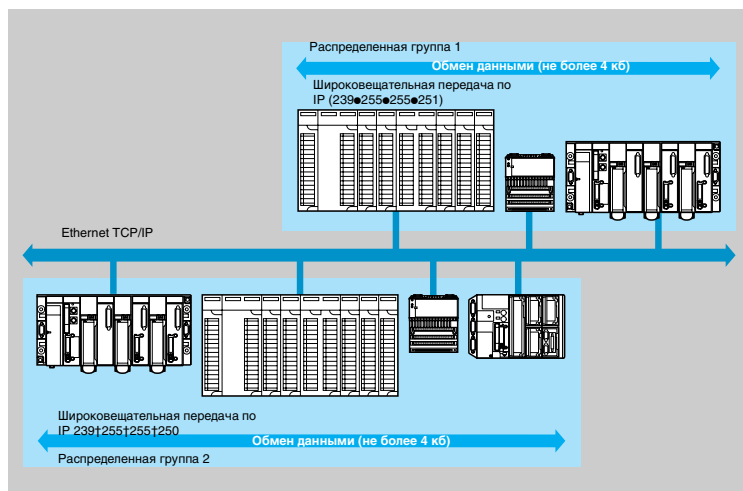 Распределенная группа 1
Обмен данными (не более 4 кб)
Широковещательная передача по
IP (239●255●255●251)
Ethernet TCP/IP
Широковещательная передача по
IP 239†255†255†250
Обмен данными (не более 4 кб)
Распределенная группа 2